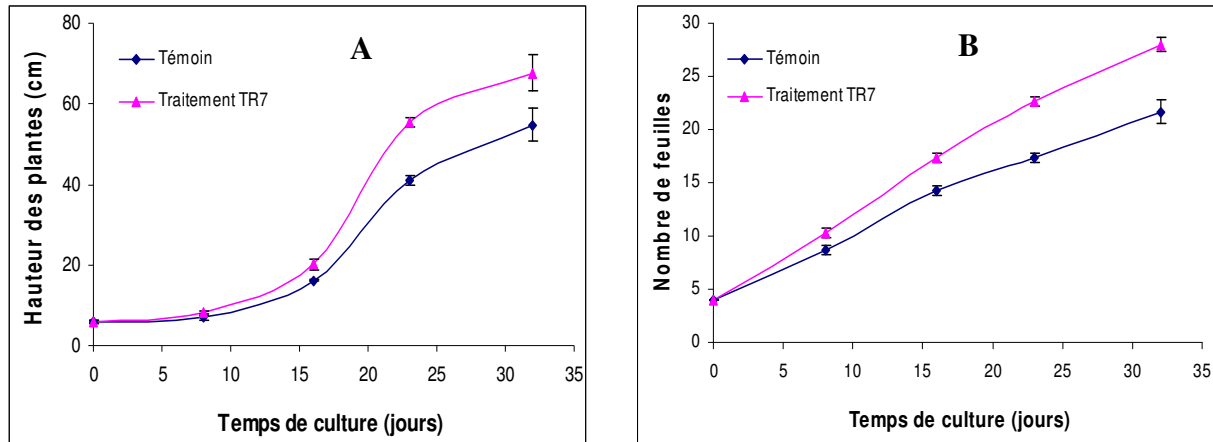 A
Témoin
Traitement TR7
Hauteur des plantes (cm)
80
60
40
20
0
0 5 10 15 20 25 30 35
Temps de culture (jours)
B
Témoin
Traitement TR7
Nombre de feuilles
30
25
20
15
10
5
0
0 5 10 15 20 25 30 35
Temps de culture (jours)